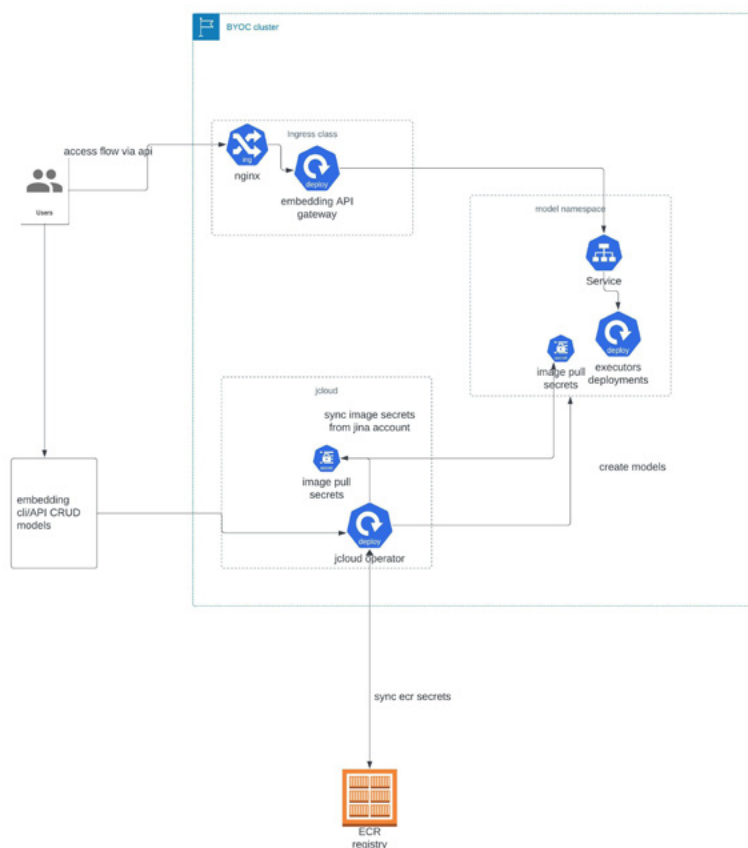 BYOC cluster
access flow via api
Users
Ingress class
ing
nginx
deploy
embedding API
gateway
model namespace
Service
deploy
executors
deployments
secret
image pull
secrets
jcloud
sync image secrets
from jina account
secret
image pull
secrets
create models
embedding
cli/API CRUD
models
deploy
jcloud operator
sync ecr secrets
ECR
registry